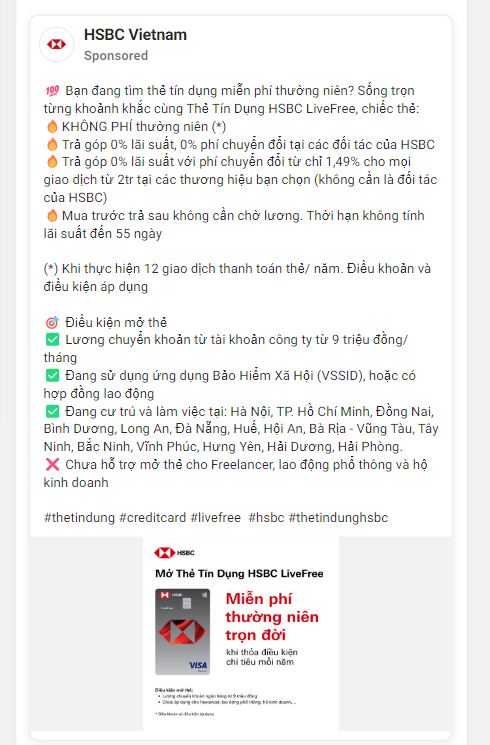 HSBC Vietnam
Sponsored
💯 Bạn đang tìm thẻ tín dụng miễn phí thường niên? Sống trọn
từng khoảnh khắc cùng Thẻ Tín Dụng HSBC LiveFree, chiếc thẻ:
🔥 KHÔNG PHÍ thường niên (*)
🔥 Trả góp 0% lãi suất, 0% phí chuyển đổi tại các đối tác của HSBC
🔥 Trả góp 0% lãi suất với phí chuyển đổi từ chỉ 1,49% cho mọi
giao dịch từ 2tr tại các thương hiệu bạn chọn (không cần là đối tác
của HSBC)
🔥 Mua trước trả sau không cần chờ lương. Thời hạn không tính
lãi suất đến 55 ngày
(*) Khi thực hiện 12 giao dịch thanh toán thẻ/ năm. Điều khoản và
điều kiện áp dụng
🎯 Điều kiện mở thẻ
✅ Lương chuyển khoản từ tài khoản công ty từ 9 triệu đồng/
tháng
✅ Đang sử dụng ứng dụng Bảo Hiểm Xã Hội (VSSID), hoặc có
hợp đồng lao động
✅ Đang cư trú và làm việc tại: Hà Nội, TP. Hồ Chí Minh, Đồng Nai,
Bình Dương, Long An, Đà Nẵng, Huế, Hội An, Bà Rịa - Vũng Tàu, Tây
Ninh, Bắc Ninh, Vĩnh Phúc, Hưng Yên, Hải Dương, Hải Phòng.
❌ Chưa hỗ trợ mở thẻ cho Freelancer, lao động phổ thông và hộ
kinh doanh
#thetindung #creditcard #livefree #hsbc #thetindunghsbc
HSBC
Mở Thẻ Tín Dụng HSBC LiveFree
HSBC
LiveFree
VISA
Miễn phí
thường niên
trọn đời
khi thỏa điều kiện
chi tiêu mỗi năm
Điều kiện mở thẻ:
• Lương chuyển khoản ngân hàng từ 9 triệu đồng
• Chưa áp dụng cho freelancer, lao động phổ thông, hộ kinh doanh,...
* Điều khoản và điều kiện áp dụng